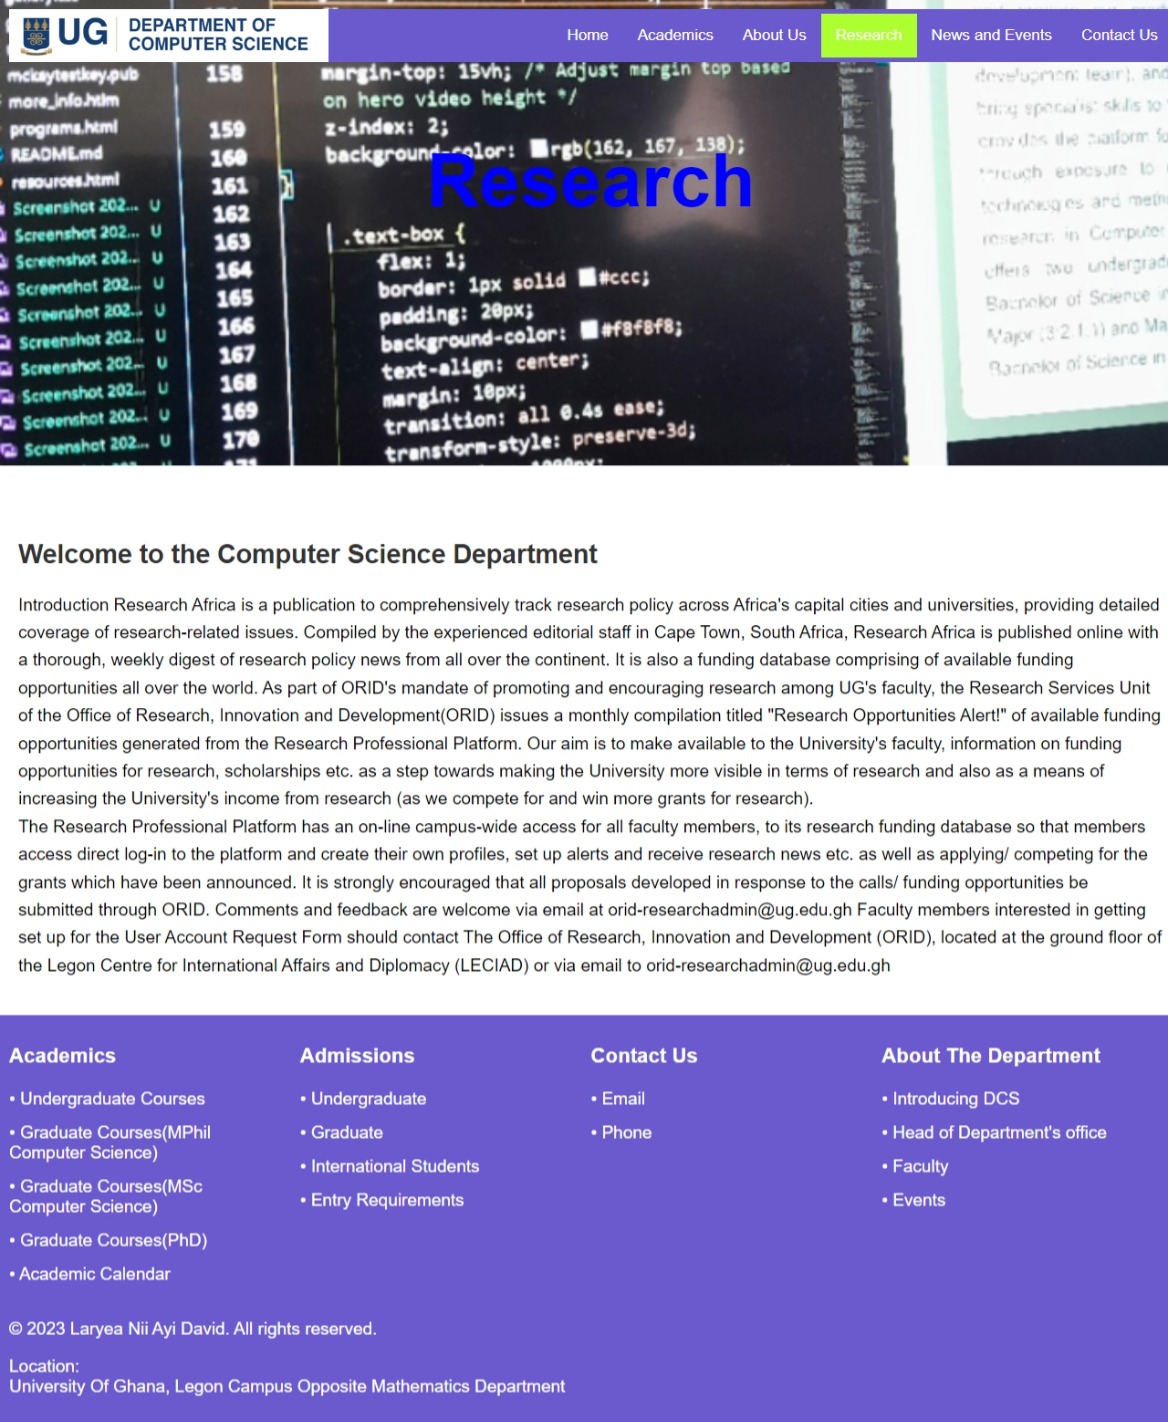 UG
DEPARTMENT OF
COMPUTER SCIENCE
Home
Academics
About Us
Research
News and Events
Contact Us
mckaytestkey.pub
more_info.htlm
programs.html
README.md
resources.html
Screenshot 202... U
Screenshot 202... U
Screenshot 202... U
Screenshot 202... U
Screenshot 202... U
Screenshot 202... U
Screenshot 202... U
Screenshot 202... U
Screenshot 202... U
Screenshot 202... U
158
159
160
161
162
163
164
165
166
167
168
169
170
margin-top: 15vh; /* Adjust margin top based
on hero video height */
z-index: 2;
background-color: rgb(162, 167, 138);
}
.text-box {
flex: 1;
border: 1px solid #ccc;
padding: 20px;
background-color: #f8f8f8;
text-align: center;
margin: 10px;
transition: all 0.4s ease;
transform-style: preserve-3d;
Research
development team), and
bring specialist skills to
provides the platform fo
through exposure to
technologies and meth
research in Computer
offers two undergrad
Bachelor of Science in
Major (3:2.1.1) and Ma
Bachelor of Science in
Welcome to the Computer Science Department
Introduction Research Africa is a publication to comprehensively track research policy across Africa's capital cities and universities, providing detailed
coverage of research-related issues. Compiled by the experienced editorial staff in Cape Town, South Africa, Research Africa is published online with
a thorough, weekly digest of research policy news from all over the continent. It is also a funding database comprising of available funding
opportunities all over the world. As part of ORID's mandate of promoting and encouraging research among UG's faculty, the Research Services Unit
of the Office of Research, Innovation and Development(ORID) issues a monthly compilation titled "Research Opportunities Alert!" of available funding
opportunities generated from the Research Professional Platform. Our aim is to make available to the University's faculty, information on funding
opportunities for research, scholarships etc. as a step towards making the University more visible in terms of research and also as a means of
increasing the University's income from research (as we compete for and win more grants for research).
The Research Professional Platform has an on-line campus-wide access for all faculty members, to its research funding database so that members
access direct log-in to the platform and create their own profiles, set up alerts and receive research news etc. as well as applying/ competing for the
grants which have been announced. It is strongly encouraged that all proposals developed in response to the calls/ funding opportunities be
submitted through ORID. Comments and feedback are welcome via email at orid-researchadmin@ug.edu.gh Faculty members interested in getting
set up for the User Account Request Form should contact The Office of Research, Innovation and Development (ORID), located at the ground floor of
the Legon Centre for International Affairs and Diplomacy (LECIAD) or via email to orid-researchadmin@ug.edu.gh
Academics
• Undergraduate Courses
• Graduate Courses(MPhil
Computer Science)
• Graduate Courses(MSc
Computer Science)
• Graduate Courses(PhD)
• Academic Calendar
Admissions
• Undergraduate
• Graduate
• International Students
• Entry Requirements
Contact Us
• Email
• Phone
About The Department
• Introducing DCS
• Head of Department's office
• Faculty
• Events
© 2023 Laryea Nii Ayi David. All rights reserved.
Location:
University Of Ghana, Legon Campus Opposite Mathematics Department